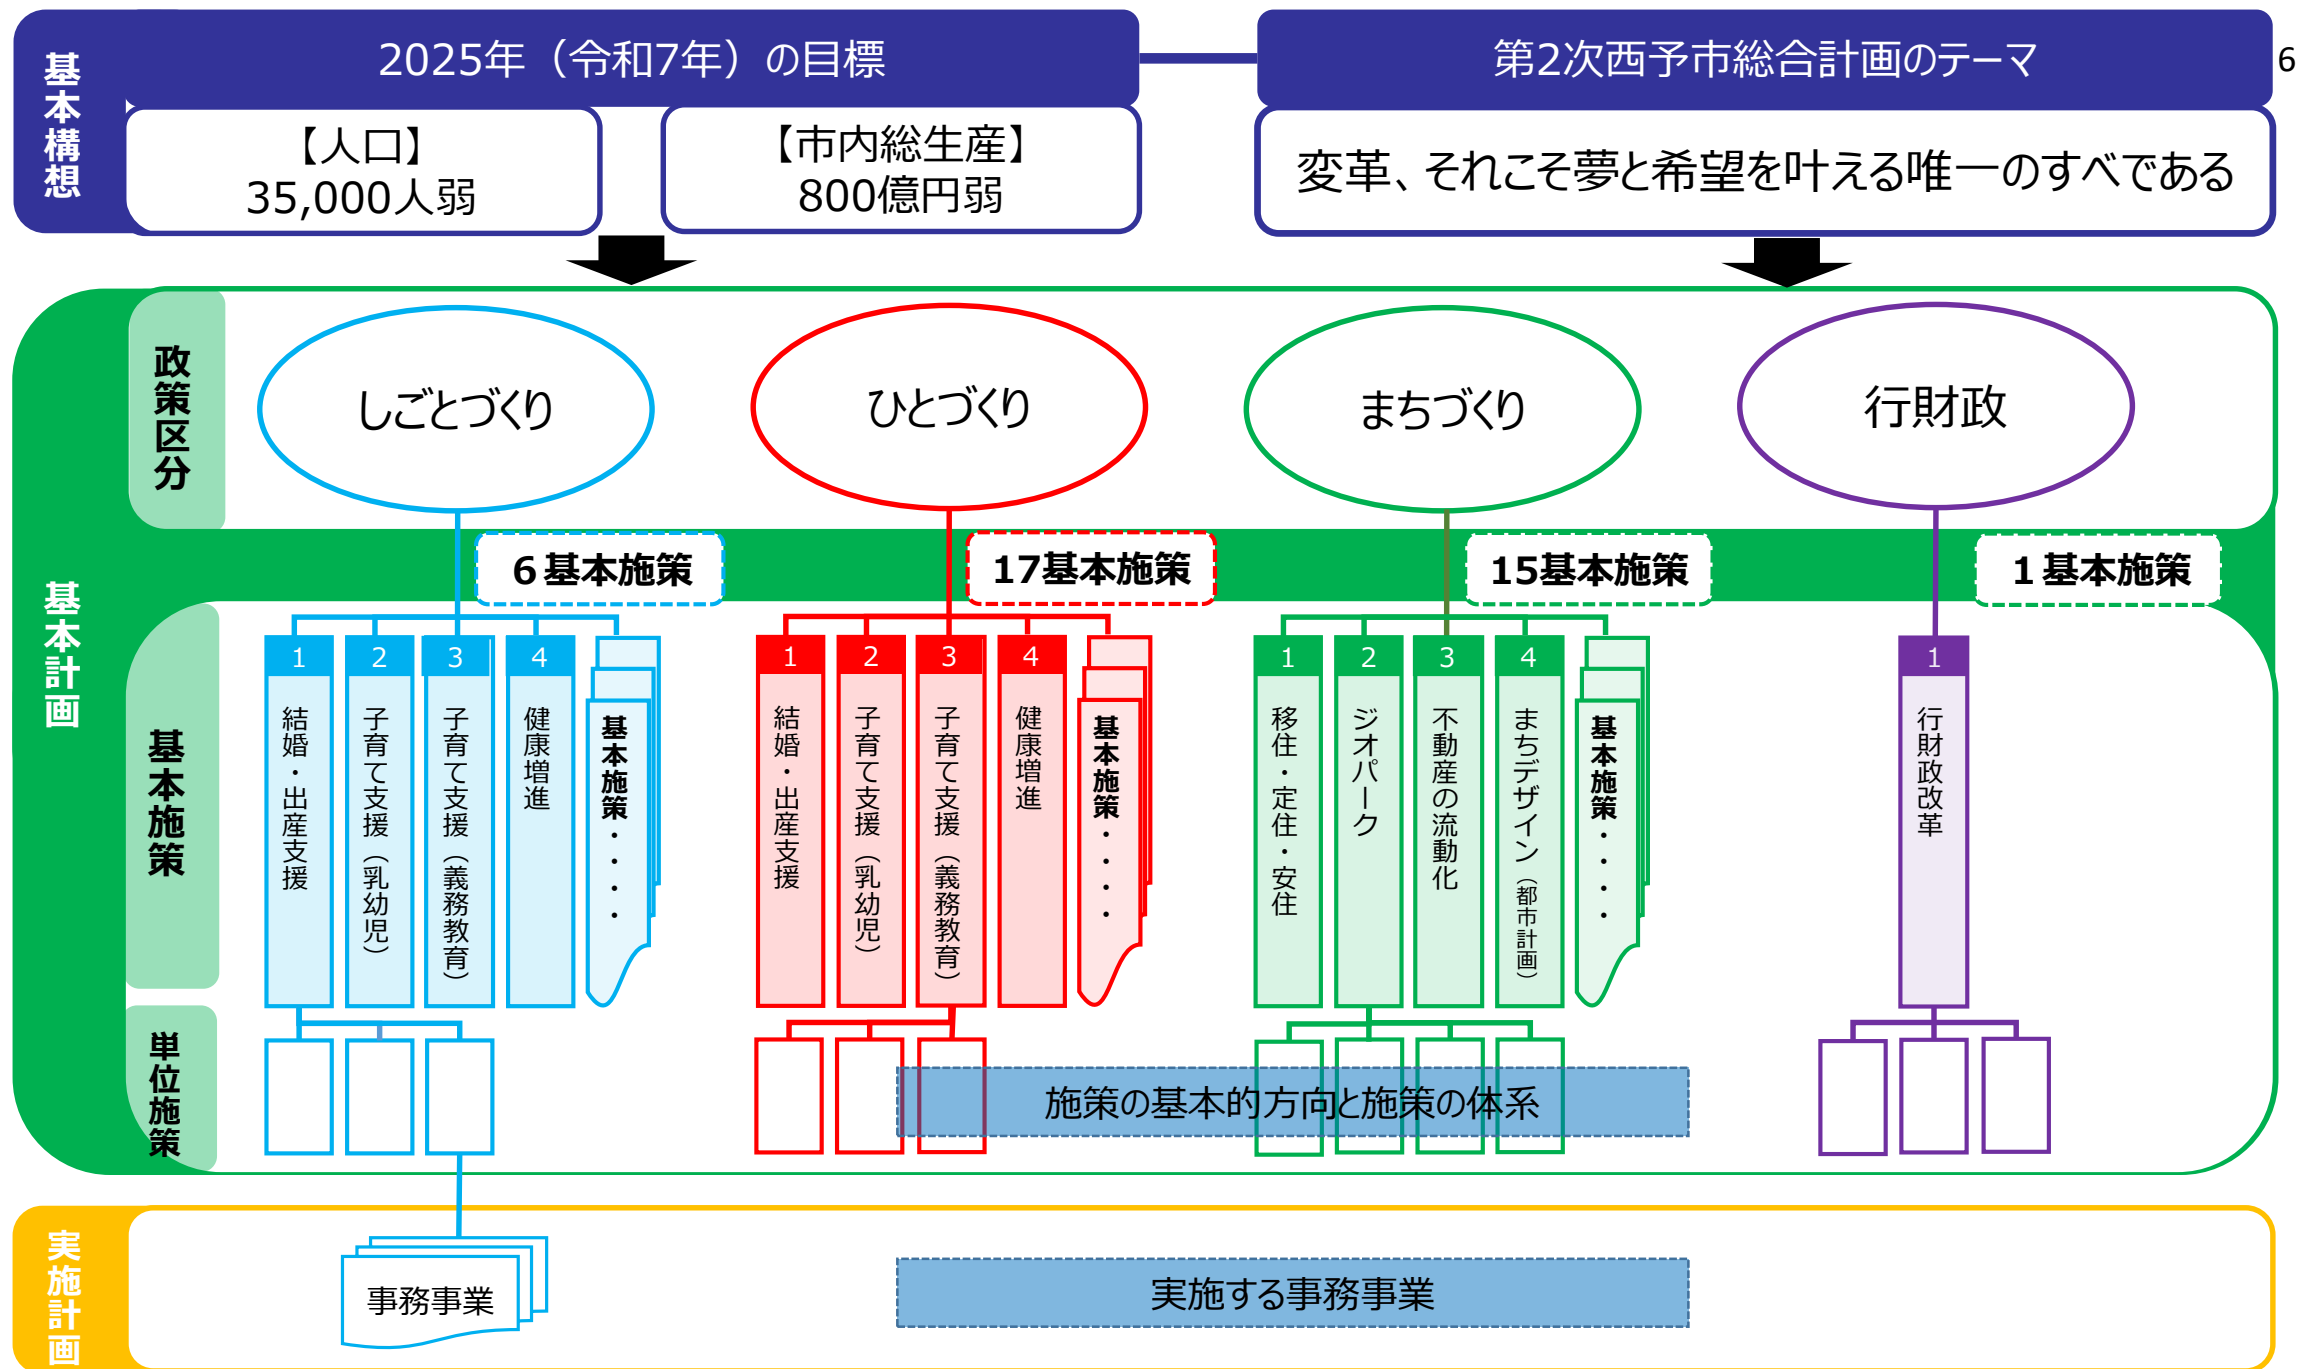 基本構想
2025年（令和7年）の目標
第2次西予市総合計画のテーマ
6
【人口】
35,000人弱
【市内総生産】
800億円弱
変革、それこそ夢と希望を叶える唯一のすべである
基本計画
政策区分
しごとづくり
ひとづくり
まちづくり
行財政
6基本施策
17基本施策
15基本施策
1基本施策
基本施策
1
結婚・出産支援
2
子育て支援（乳幼児）
3
子育て支援（義務教育）
4
健康増進
基本施策・・・・
1
結婚・出産支援
2
子育て支援（乳幼児）
3
子育て支援（義務教育）
4
健康増進
基本施策・・・・
1
移住・定住・安住
2
ジオパーク
3
不動産の流動化
4
まちデザイン（都市計画）
基本施策・・・・
1
行財政改革
単位施策
施策の基本的方向と施策の体系
実施計画
事務事業
実施する事務事業